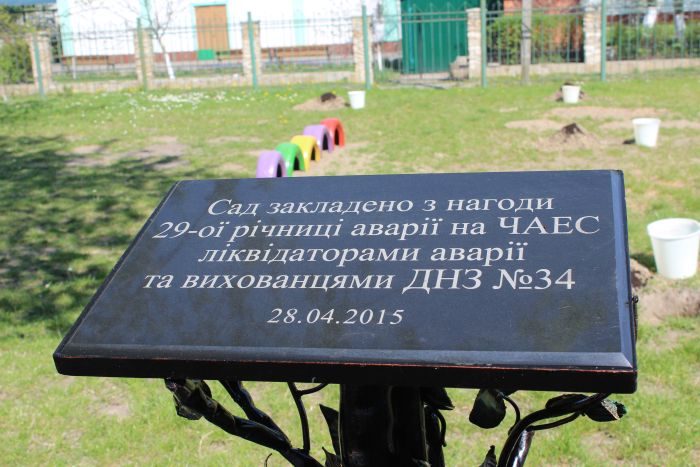 Сад закладено з нагоди
29-ої річниці аварії на ЧАЕС
ліквідаторами аварії
та вихованцями ДНЗ №34
28.04.2015